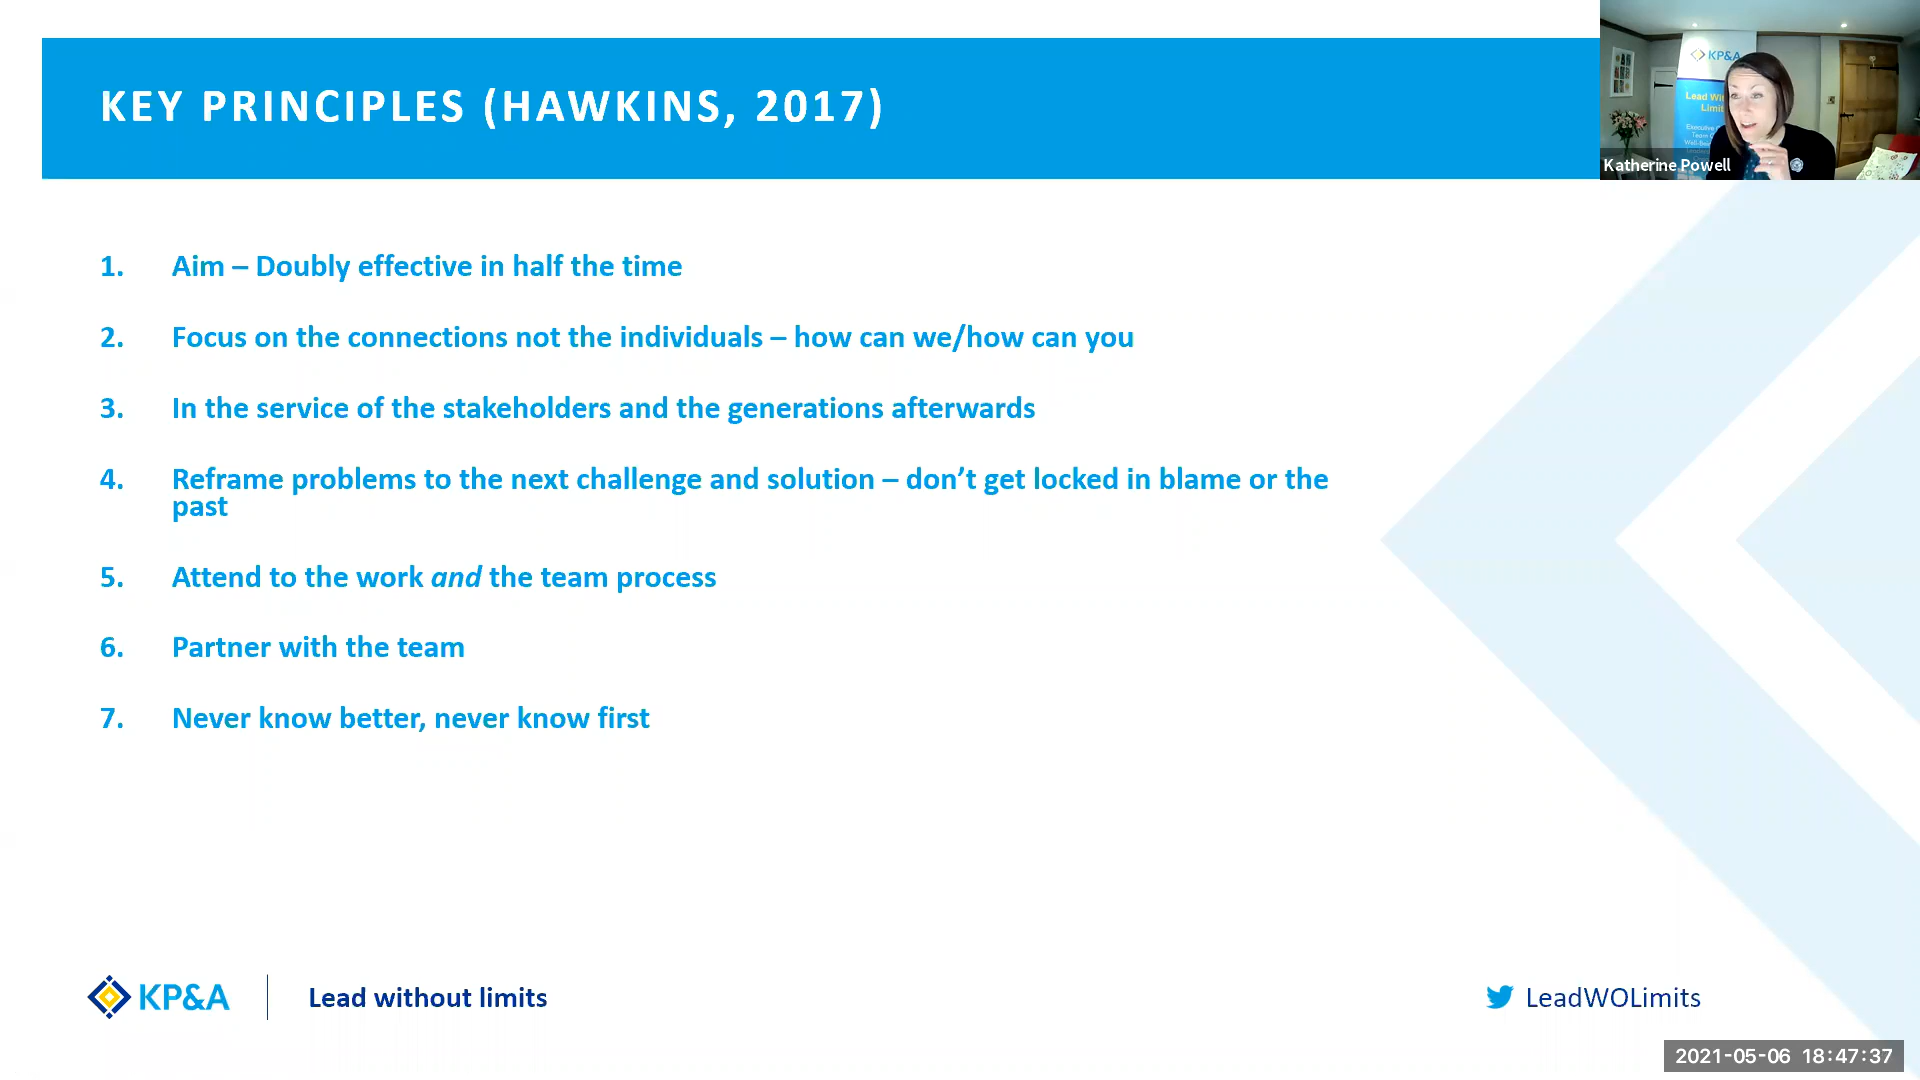 KEY PRINCIPLES (HAWKINS, 2017)
KP&A
Lead
Limit
Katherine Powell
1. Aim – Doubly effective in half the time
2. Focus on the connections not the individuals – how can we/how can you
3. In the service of the stakeholders and the generations afterwards
4. Reframe problems to the next challenge and solution – don’t get locked in blame or the
past
5. Attend to the work and the team process
6. Partner with the team
7. Never know better, never know first
KP&A
Lead without limits
LeadWOLimits
2021-05-06 18:47:37